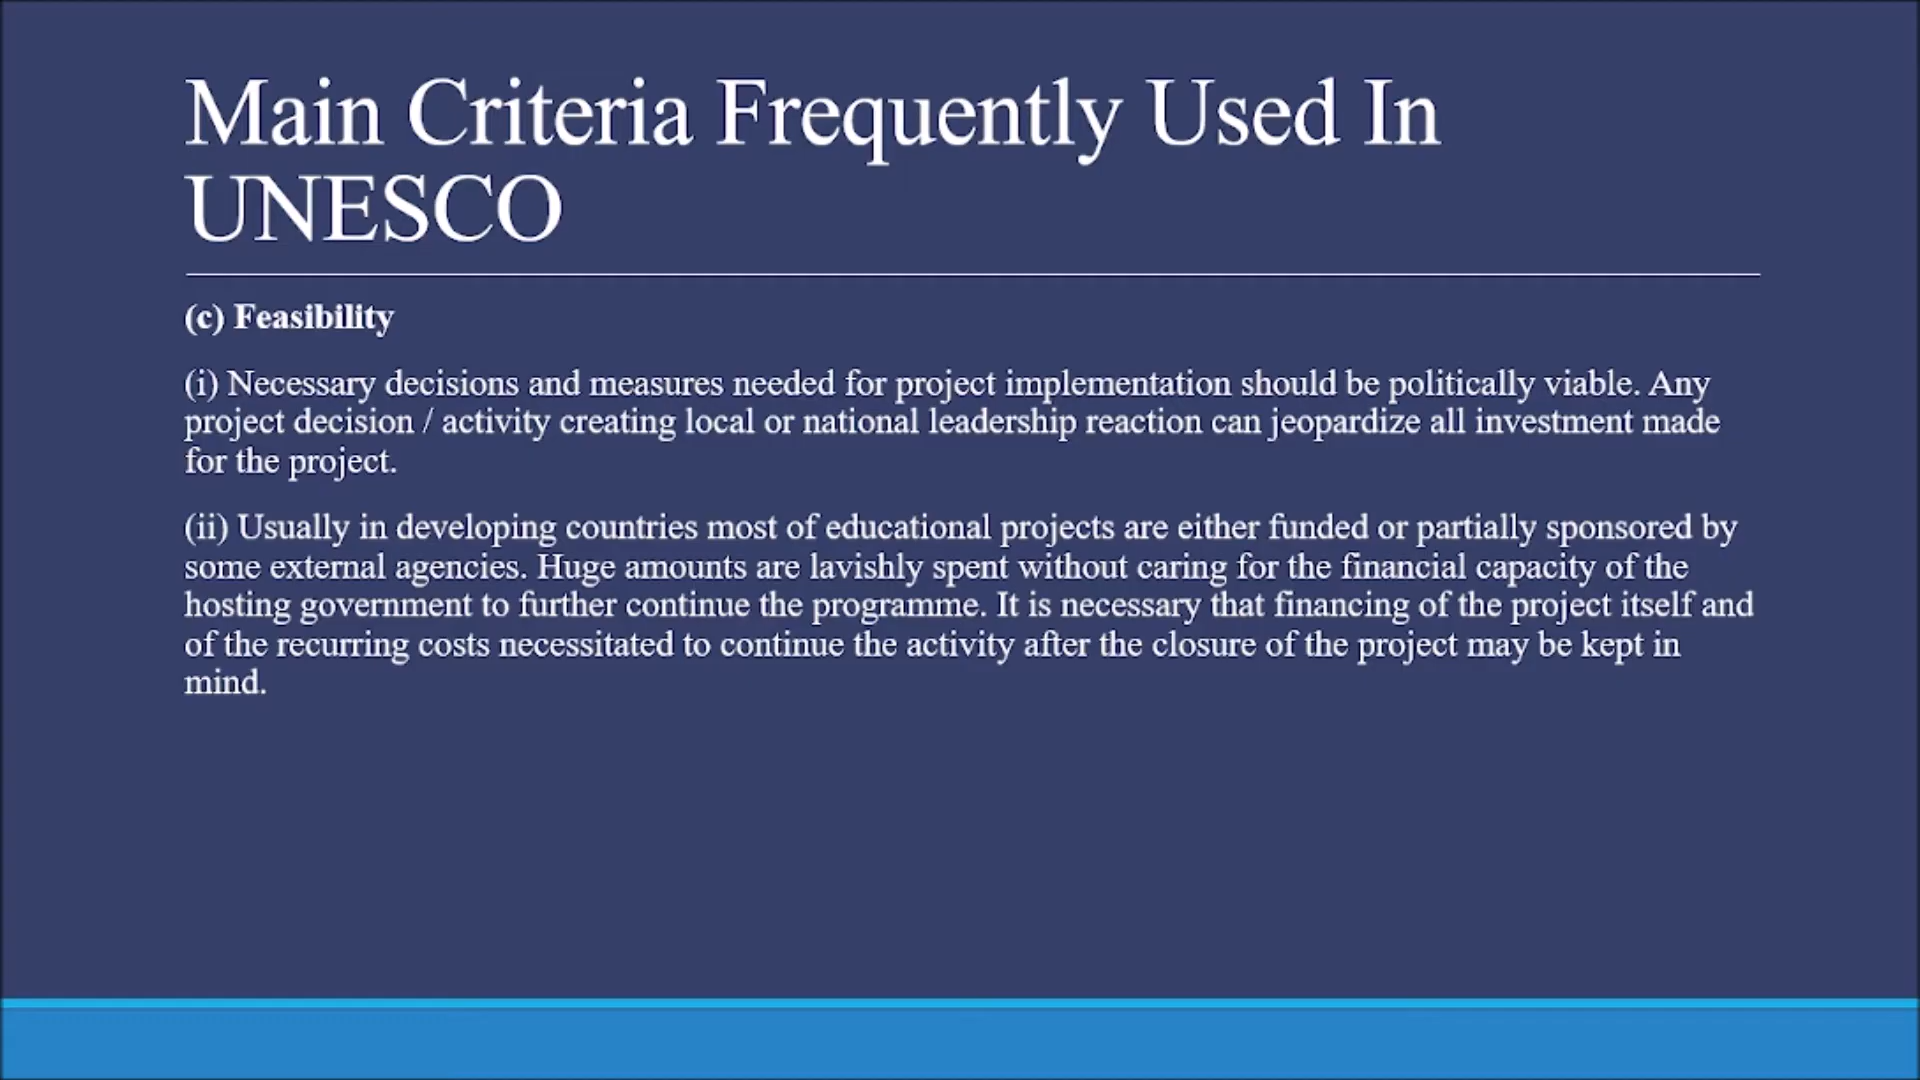 Main Criteria Frequently Used In
UNESCO
(c) Feasibility
(i) Necessary decisions and measures needed for project implementation should be politically viable. Any
project decision / activity creating local or national leadership reaction can jeopardize all investment made
for the project.
(ii) Usually in developing countries most of educational projects are either funded or partially sponsored by
some external agencies. Huge amounts are lavishly spent without caring for the financial capacity of the
hosting government to further continue the programme. It is necessary that financing of the project itself and
of the recurring costs necessitated to continue the activity after the closure of the project may be kept in
mind.